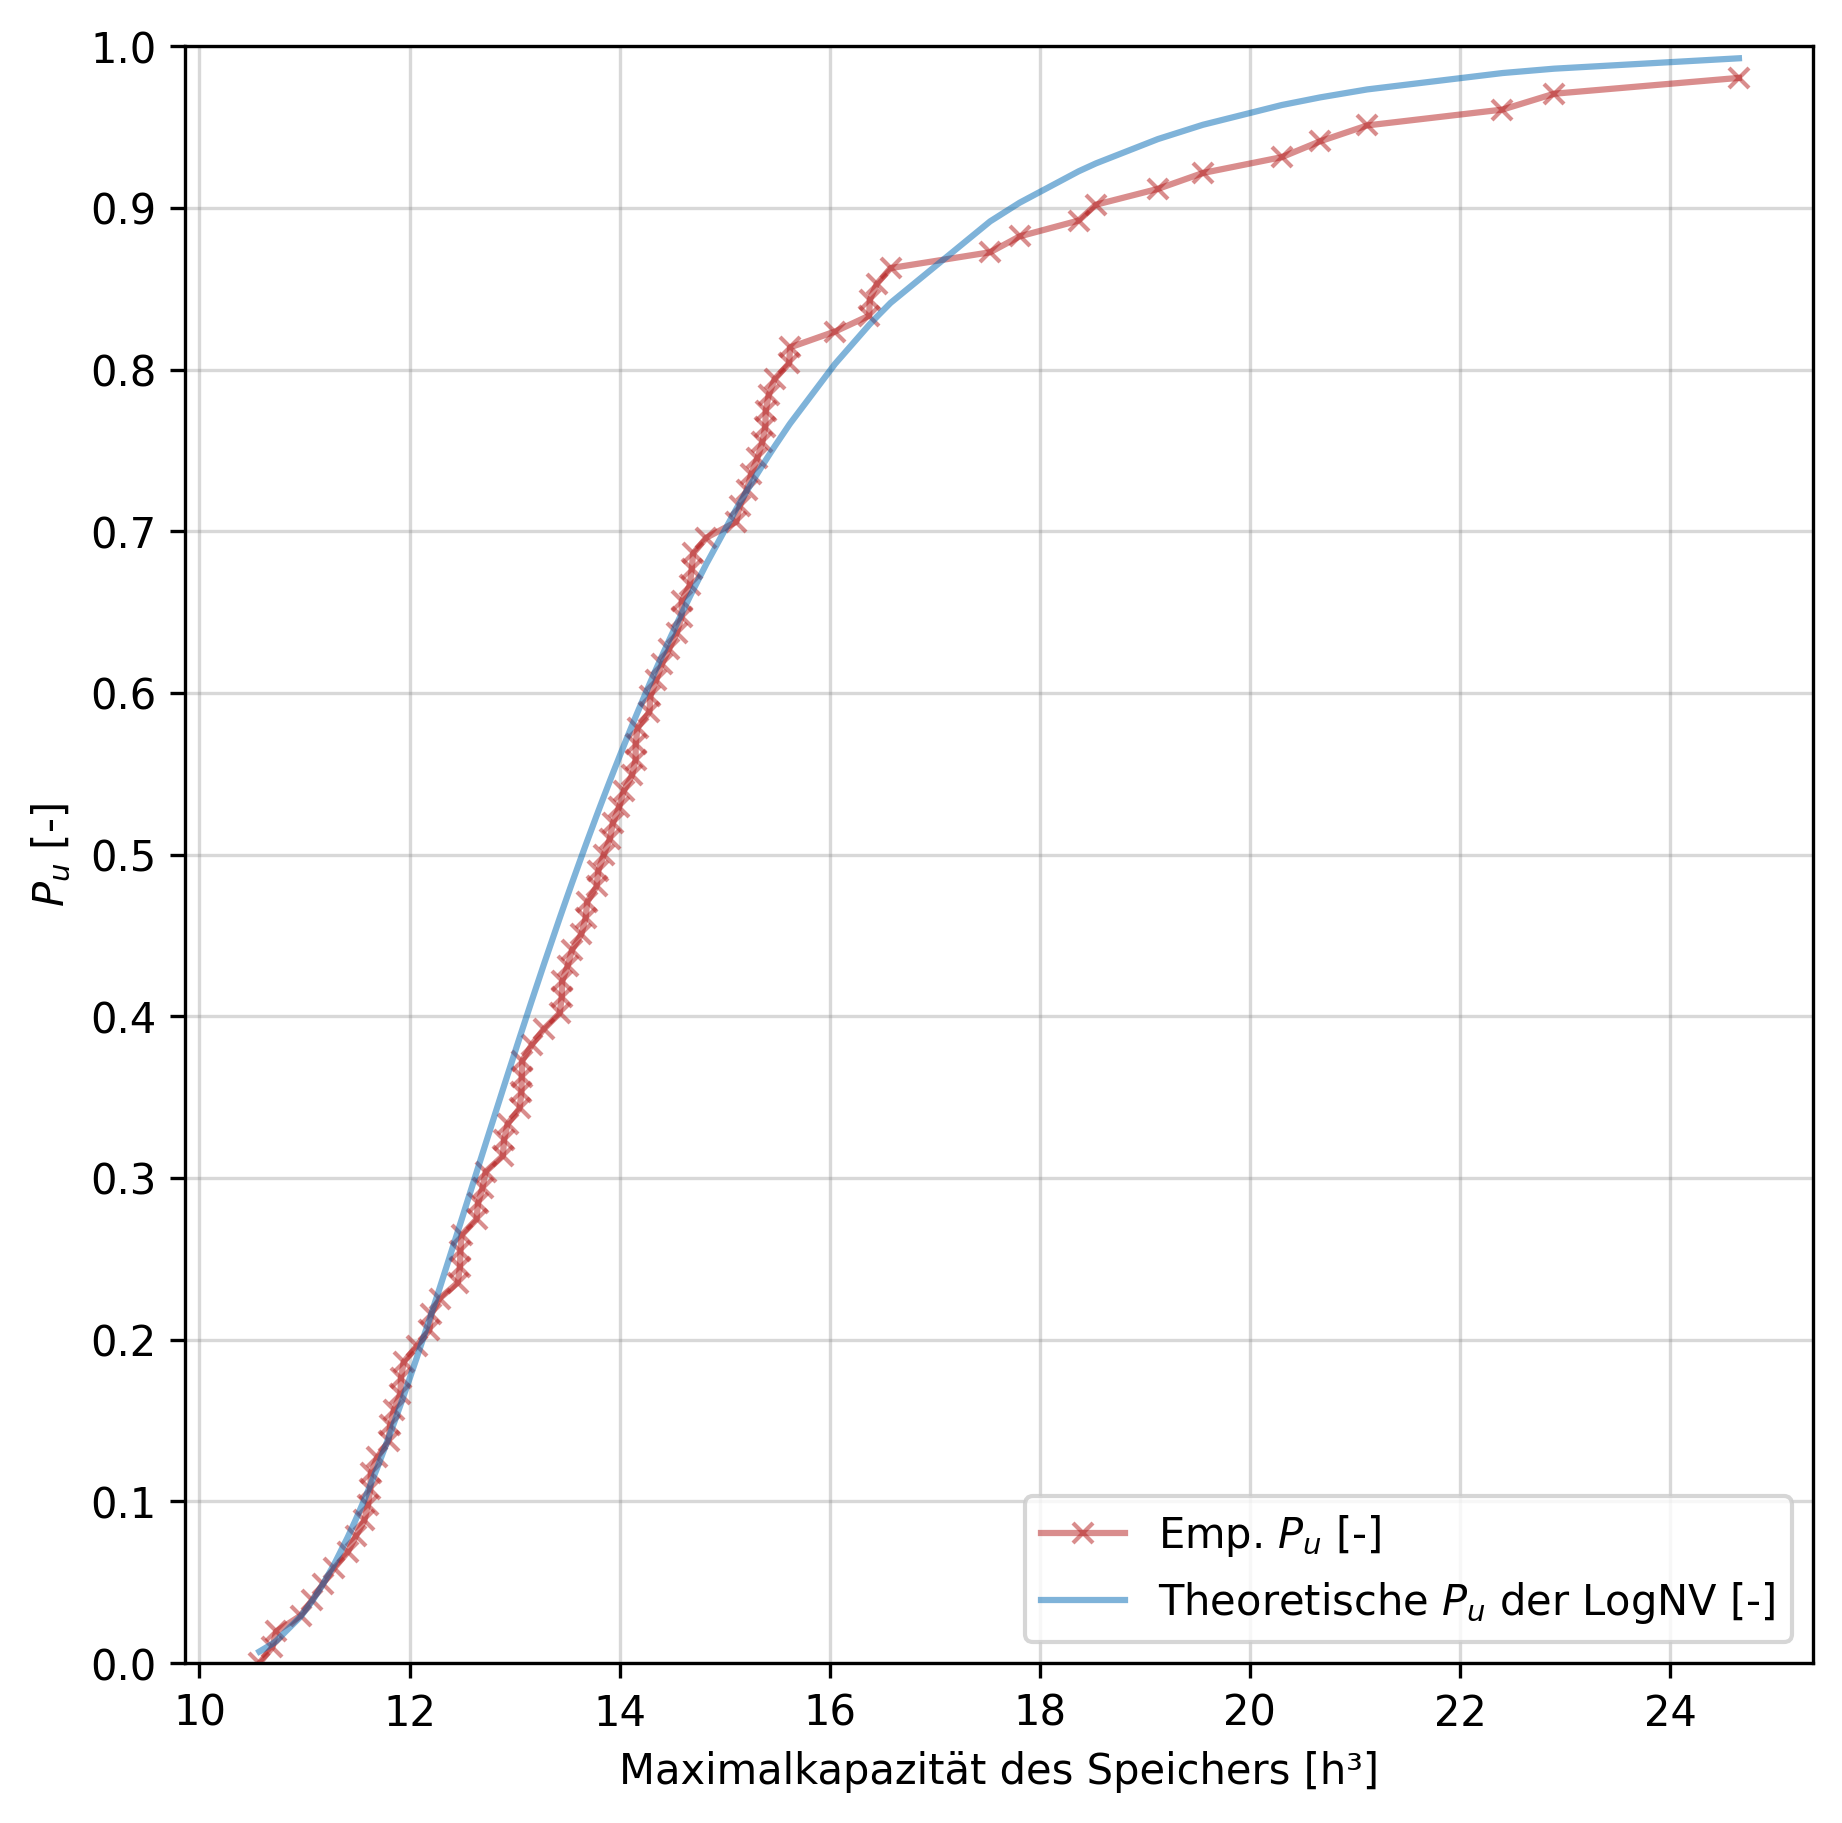 1.0
0.9
0.8
0.7
0.6
0.5
0.4
0.3
0.2
0.1
0.0
P_u [-]
10 12 14 16 18 20 22 24
Maximalkapazität des Speichers [h³]
Emp. P_u [-]
Theoretische P_u der LogNV [-]